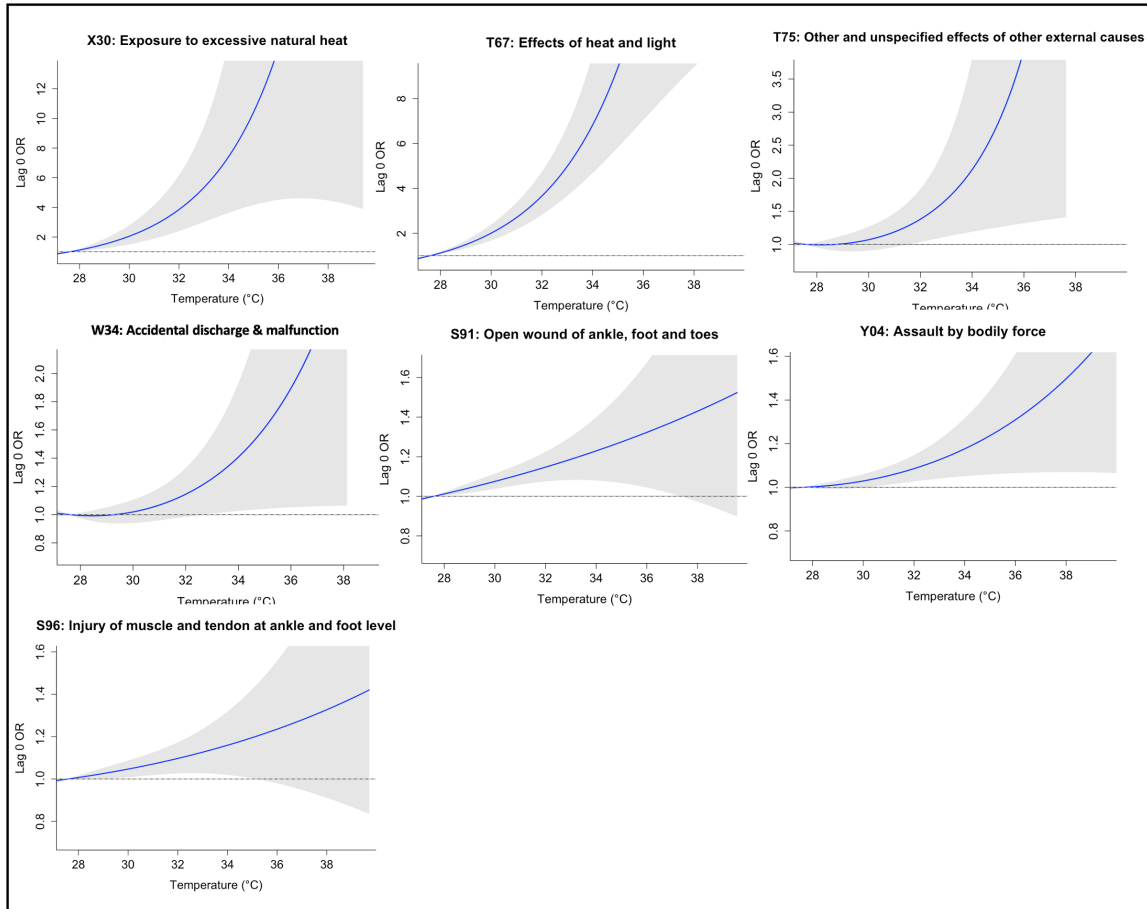 X30: Exposure to excessive natural heat
T67: Effects of heat and light
T75: Other and unspecified effects of other external causes
Lag 0 OR
12
10
8
6
4
2
28 30 32 34 36 38
Temperature (°C)
Lag 0 OR
8
6
4
2
28 30 32 34 36 38
Temperature (°C)
Lag 0 OR
3.5
3.0
2.5
2.0
1.5
1.0
28 30 32 34 36 38
Temperature (°C)
W34: Accidental discharge & malfunction
S91: Open wound of ankle, foot and toes
Y04: Assault by bodily force
Lag 0 OR
2.0
1.8
1.6
1.4
1.2
1.0
0.8
28 30 32 34 36 38
Temperature (°C)
Lag 0 OR
1.6
1.4
1.2
1.0
0.8
28 30 32 34 36 38
Temperature (°C)
Lag 0 OR
1.6
1.4
1.2
1.0
0.8
28 30 32 34 36 38
Temperature (°C)
S96: Injury of muscle and tendon at ankle and foot level
Lag 0 OR
1.6
1.4
1.2
1.0
0.8
28 30 32 34 36 38
Temperature (°C)